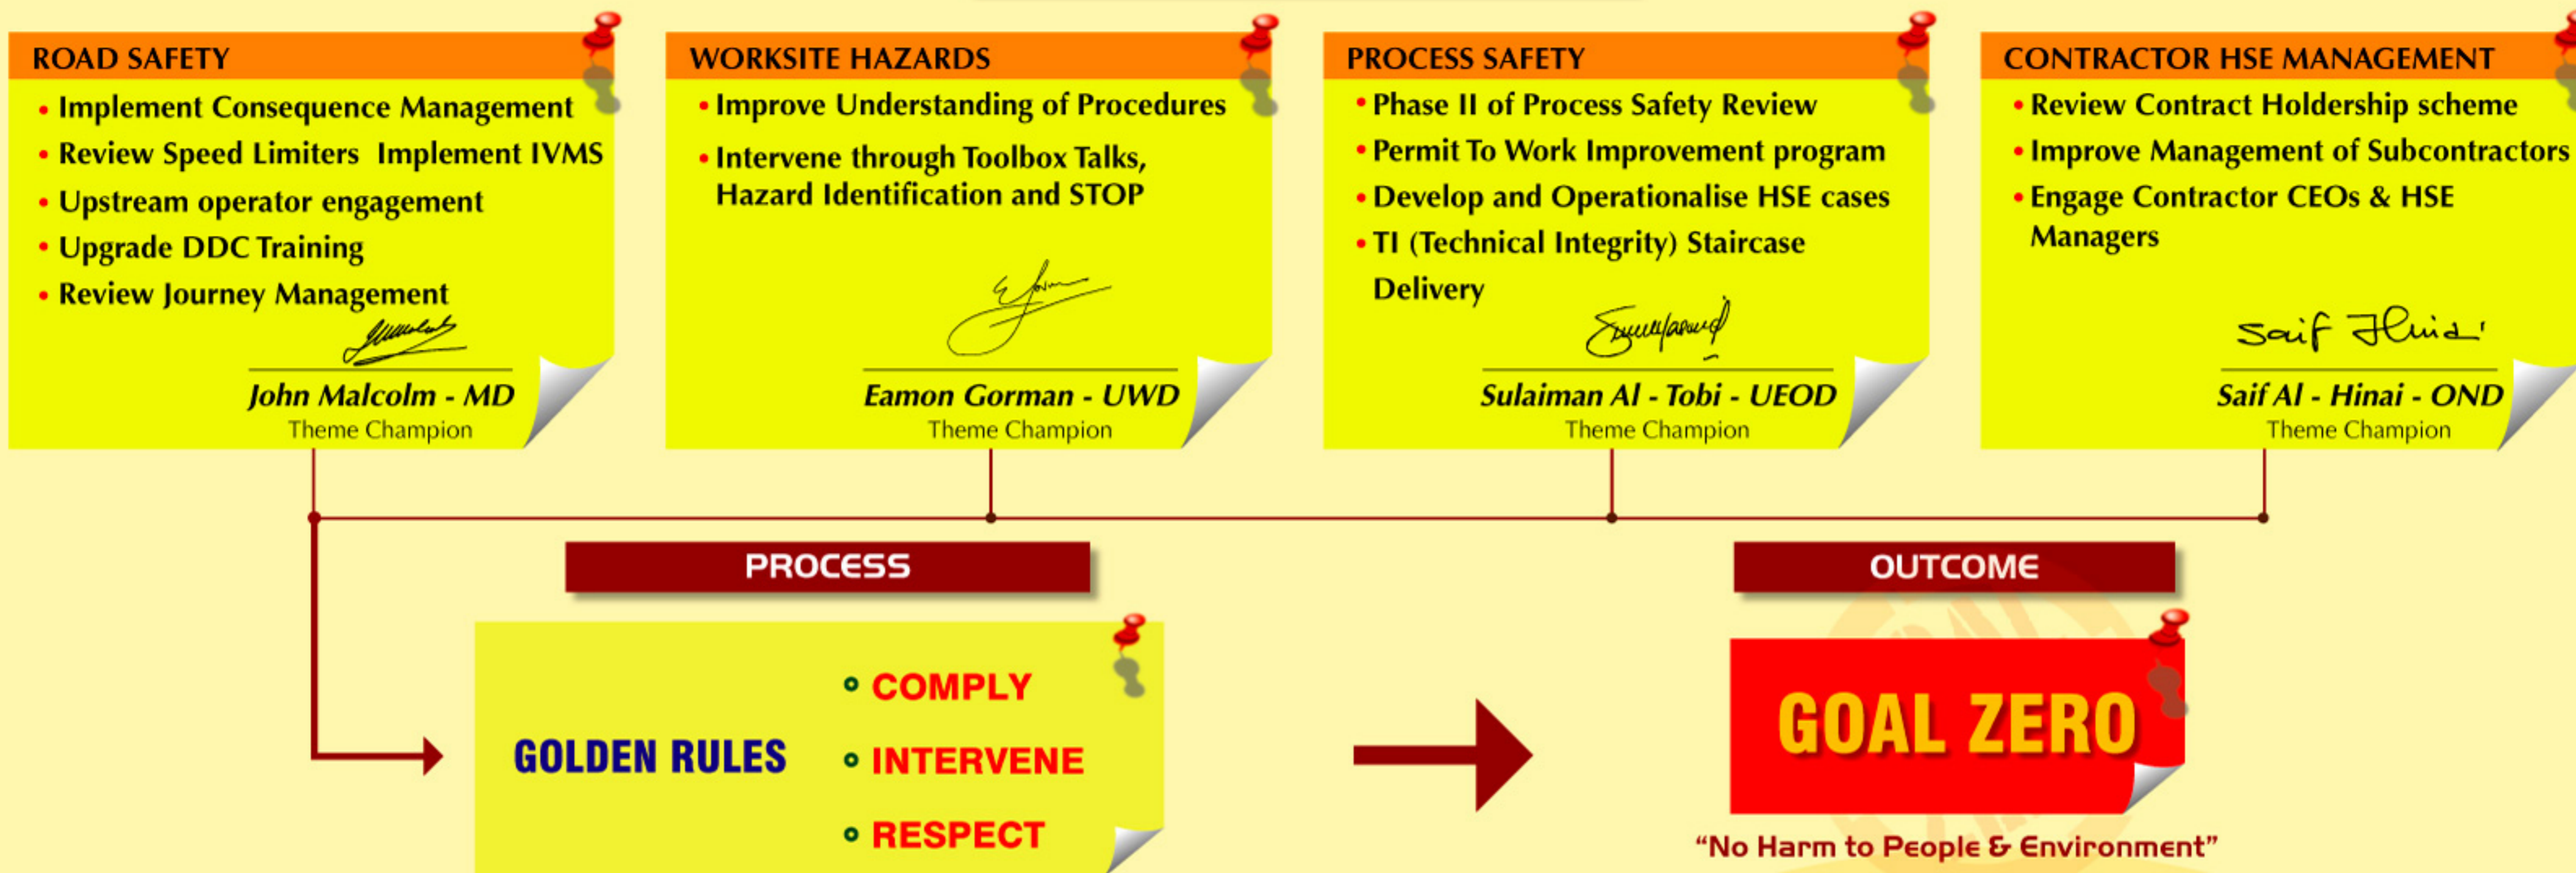 ROAD SAFETY
• Implement Consequence Management
• Review Speed Limiters Implement IVMS
• Upstream operator engagement
• Upgrade DDC Training
• Review Journey Management
John Malcolm - MD
Theme Champion
WORKSITE HAZARDS
• Improve Understanding of Procedures
• Intervene through Toolbox Talks,
Hazard Identification and STOP
Eamon Gorman - UWD
Theme Champion
PROCESS SAFETY
• Phase II of Process Safety Review
• Permit To Work Improvement program
• Develop and Operationalise HSE cases
• TI (Technical Integrity) Staircase
Delivery
Sulaiman Al - Tobi - UEOD
Theme Champion
CONTRACTOR HSE MANAGEMENT
• Review Contract Holdership scheme
• Improve Management of Subcontractors
• Engage Contractor CEOs & HSE
Managers
Saif
Saif Al - Hinai - OND
Theme Champion
PROCESS
GOLDEN RULES
COMPLY
INTERVENE
RESPECT
OUTCOME
GOAL ZERO
“No Harm to People & Environment”